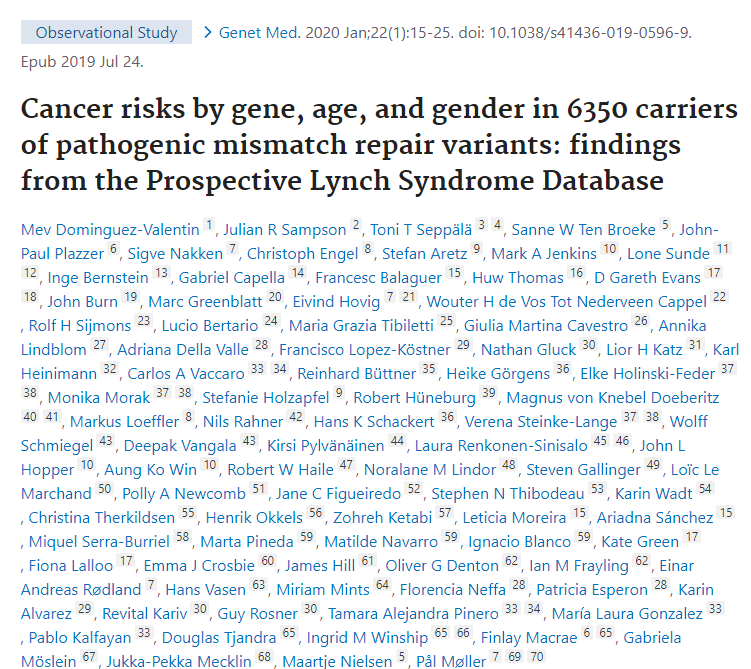 Observational Study > Genet Med. 2020 Jan;22(1):15-25. doi: 10.1038/s41436-019-0596-9.
Epub 2019 Jul 24.
Cancer risks by gene, age, and gender in 6350 carriers
of pathogenic mismatch repair variants: findings
from the Prospective Lynch Syndrome Database
Mev Dominguez-Valentin 1, Julian R Sampson 2, Toni T Seppälä 3 4, Sanne W Ten Broeke 5, John-
Paul Plazzer 6, Sigve Nakken 7, Christoph Engel 8, Stefan Aretz 9, Mark A Jenkins 10, Lone Sunde 11
12, Inge Bernstein 13, Gabriel Capella 14, Francesc Balaguer 15, Huw Thomas 16, D Gareth Evans 17
18, John Burn 19, Marc Greenblatt 20, Eivind Hovig 7 21, Wouter H de Vos Tot Nederveen Cappel 22
, Rolf H Sijmons 23, Lucio Bertario 24, Maria Grazia Tibiletti 25, Giulia Martina Cavestro 26, Annika
Lindblom 27, Adriana Della Valle 28, Francisco Lopez-Köstner 29, Nathan Gluck 30, Lior H Katz 31, Karl
Heinimann 32, Carlos A Vaccaro 33 34, Reinhard Büttner 35, Heike Görgens 36, Elke Holinski-Feder 37
38, Monika Morak 37 38, Stefanie Holzapfel 9, Robert Hüneburg 39, Magnus von Knebel Doeberitz
40 41, Markus Loeffler 8, Nils Rahner 42, Hans K Schackert 36, Verena Steinke-Lange 37 38, Wolff
Schmiegel 43, Deepak Vangala 43, Kirsi Pylvänäinen 44, Laura Renkonen-Sinisalo 45 46, John L
Hopper 10, Aung Ko Win 10, Robert W Haile 47, Noralane M Lindor 48, Steven Gallinger 49, Loïc Le
Marchand 50, Polly A Newcomb 51, Jane C Figueiredo 52, Stephen N Thibodeau 53, Karin Wadt 54
, Christina Therkildsen 55, Henrik Okkels 56, Zohreh Ketabi 57, Leticia Moreira 15, Ariadna Sánchez 15
, Miquel Serra-Burriel 58, Marta Pineda 59, Matilde Navarro 59, Ignacio Blanco 59, Kate Green 17
, Fiona Lalloo 17, Emma J Crosbie 60, James Hill 61, Oliver G Denton 62, Ian M Frayling 62, Einar
Andreas Rødland 7, Hans Vasen 63, Miriam Mints 64, Florencia Neffa 28, Patricia Esperon 28, Karin
Alvarez 29, Revital Kariv 30, Guy Rosner 30, Tamara Alejandra Pinero 33 34, María Laura Gonzalez 33
, Pablo Kalfayan 33, Douglas Tjandra 65, Ingrid M Winship 65 66, Finlay Macrae 6 65, Gabriela
Möslein 67, Jukka-Pekka Mecklin 68, Maartje Nielsen 5, Pål Møller 7 69 70